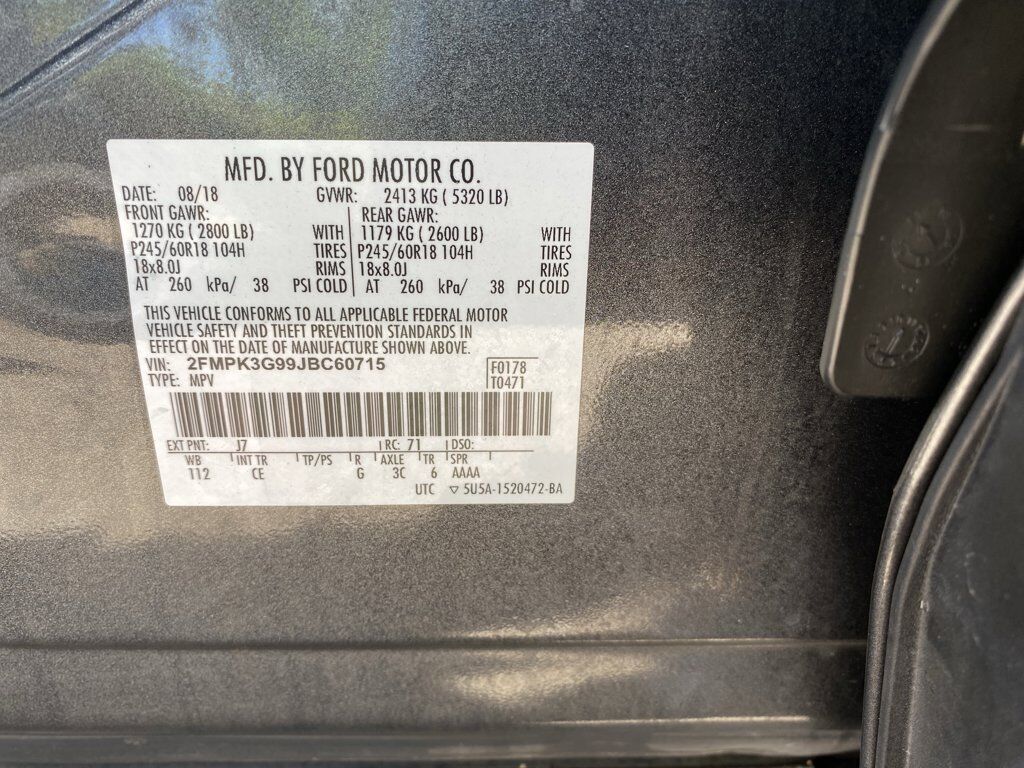 MFD. BY FORD MOTOR CO.
DATE: 08/18 GVWR: 2413 KG ( 5320 LB)
FRONT GAWR: REAR GAWR:
1270 KG ( 2800 LB) WITH 1179 KG ( 2600 LB) WITH
P245/60R18 104H TIRES P245/60R18 104H TIRES
18x8.0J RIMS 18x8.0J RIMS
AT 260 kPa/ 38 PSI COLD AT 260 kPa/ 38 PSI COLD
THIS VEHICLE CONFORMS TO ALL APPLICABLE FEDERAL MOTOR
VEHICLE SAFETY AND THEFT PREVENTION STANDARDS IN
EFFECT ON THE DATE OF MANUFACTURE SHOWN ABOVE.
VIN: 2FMPK3G99JBC60715 F0178
TYPE: MPV T0471
EXT PNT: J7 RC: 71 DSO:
WB INT TR TP/PS R AXLE TR SPR
112 CE G 3C 6 AAAA
UTC ▽ 5U5A-1520472-BA